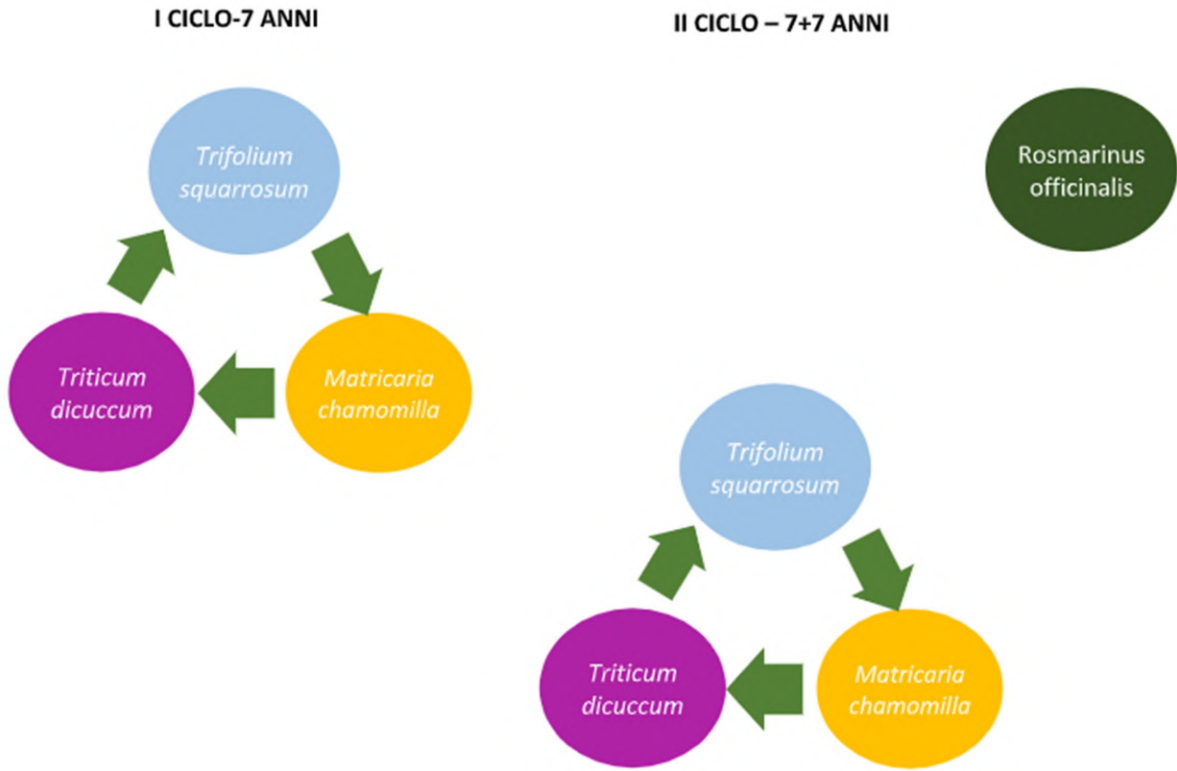 I CICLO-7 ANNI
Trifolium
squarrosum
Triticum
dicuccum
Matricaria
chamomilla
II CICLO – 7+7 ANNI
Rosmarinus
officinalis
Trifolium
squarrosum
Triticum
dicuccum
Matricaria
chamomilla